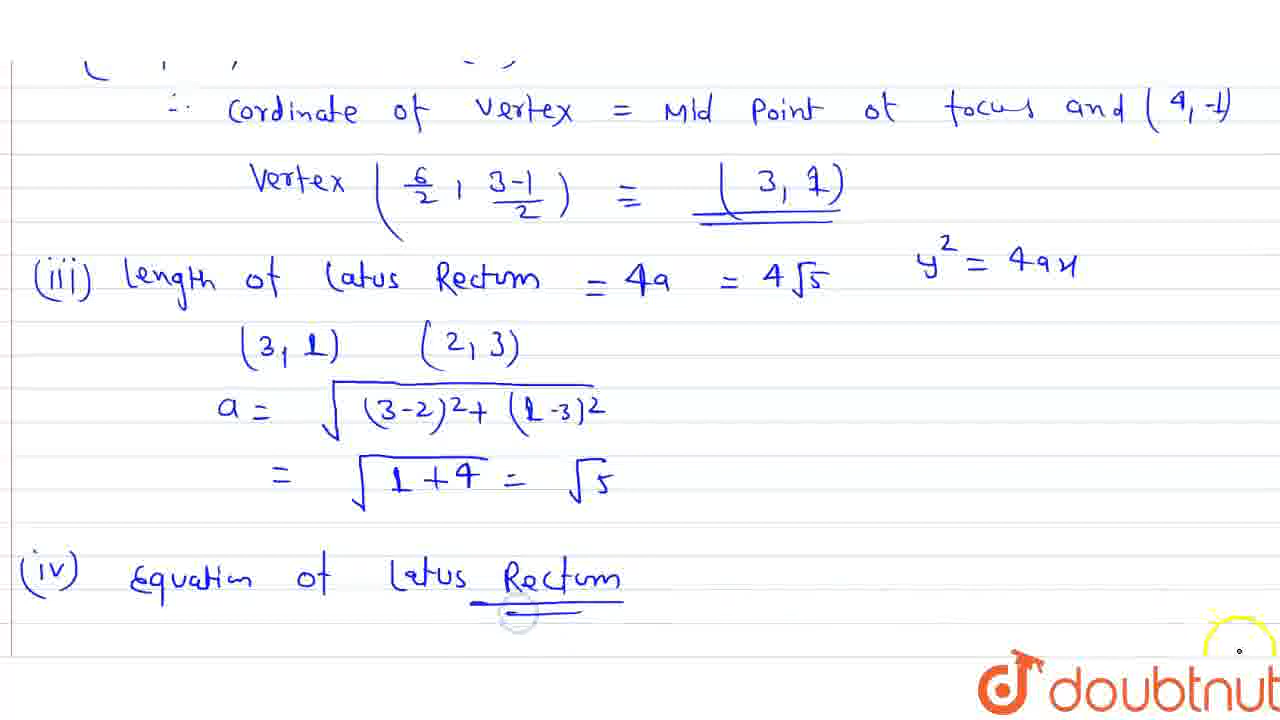 ∴ Cordinate of Vertex = Mid Point of focus and (4, -1)
Vertex (6/2, 3-1/2) ≡ (3, 1)
(iii) Length of Latus Rectum = 4a = 4√5 y² = 4ax
(3, 1) (2, 3)
a = √(3-2)²+(1-3)²
= √1+4 = √5
(iv) Equation of Latus Rectum
doubtnut